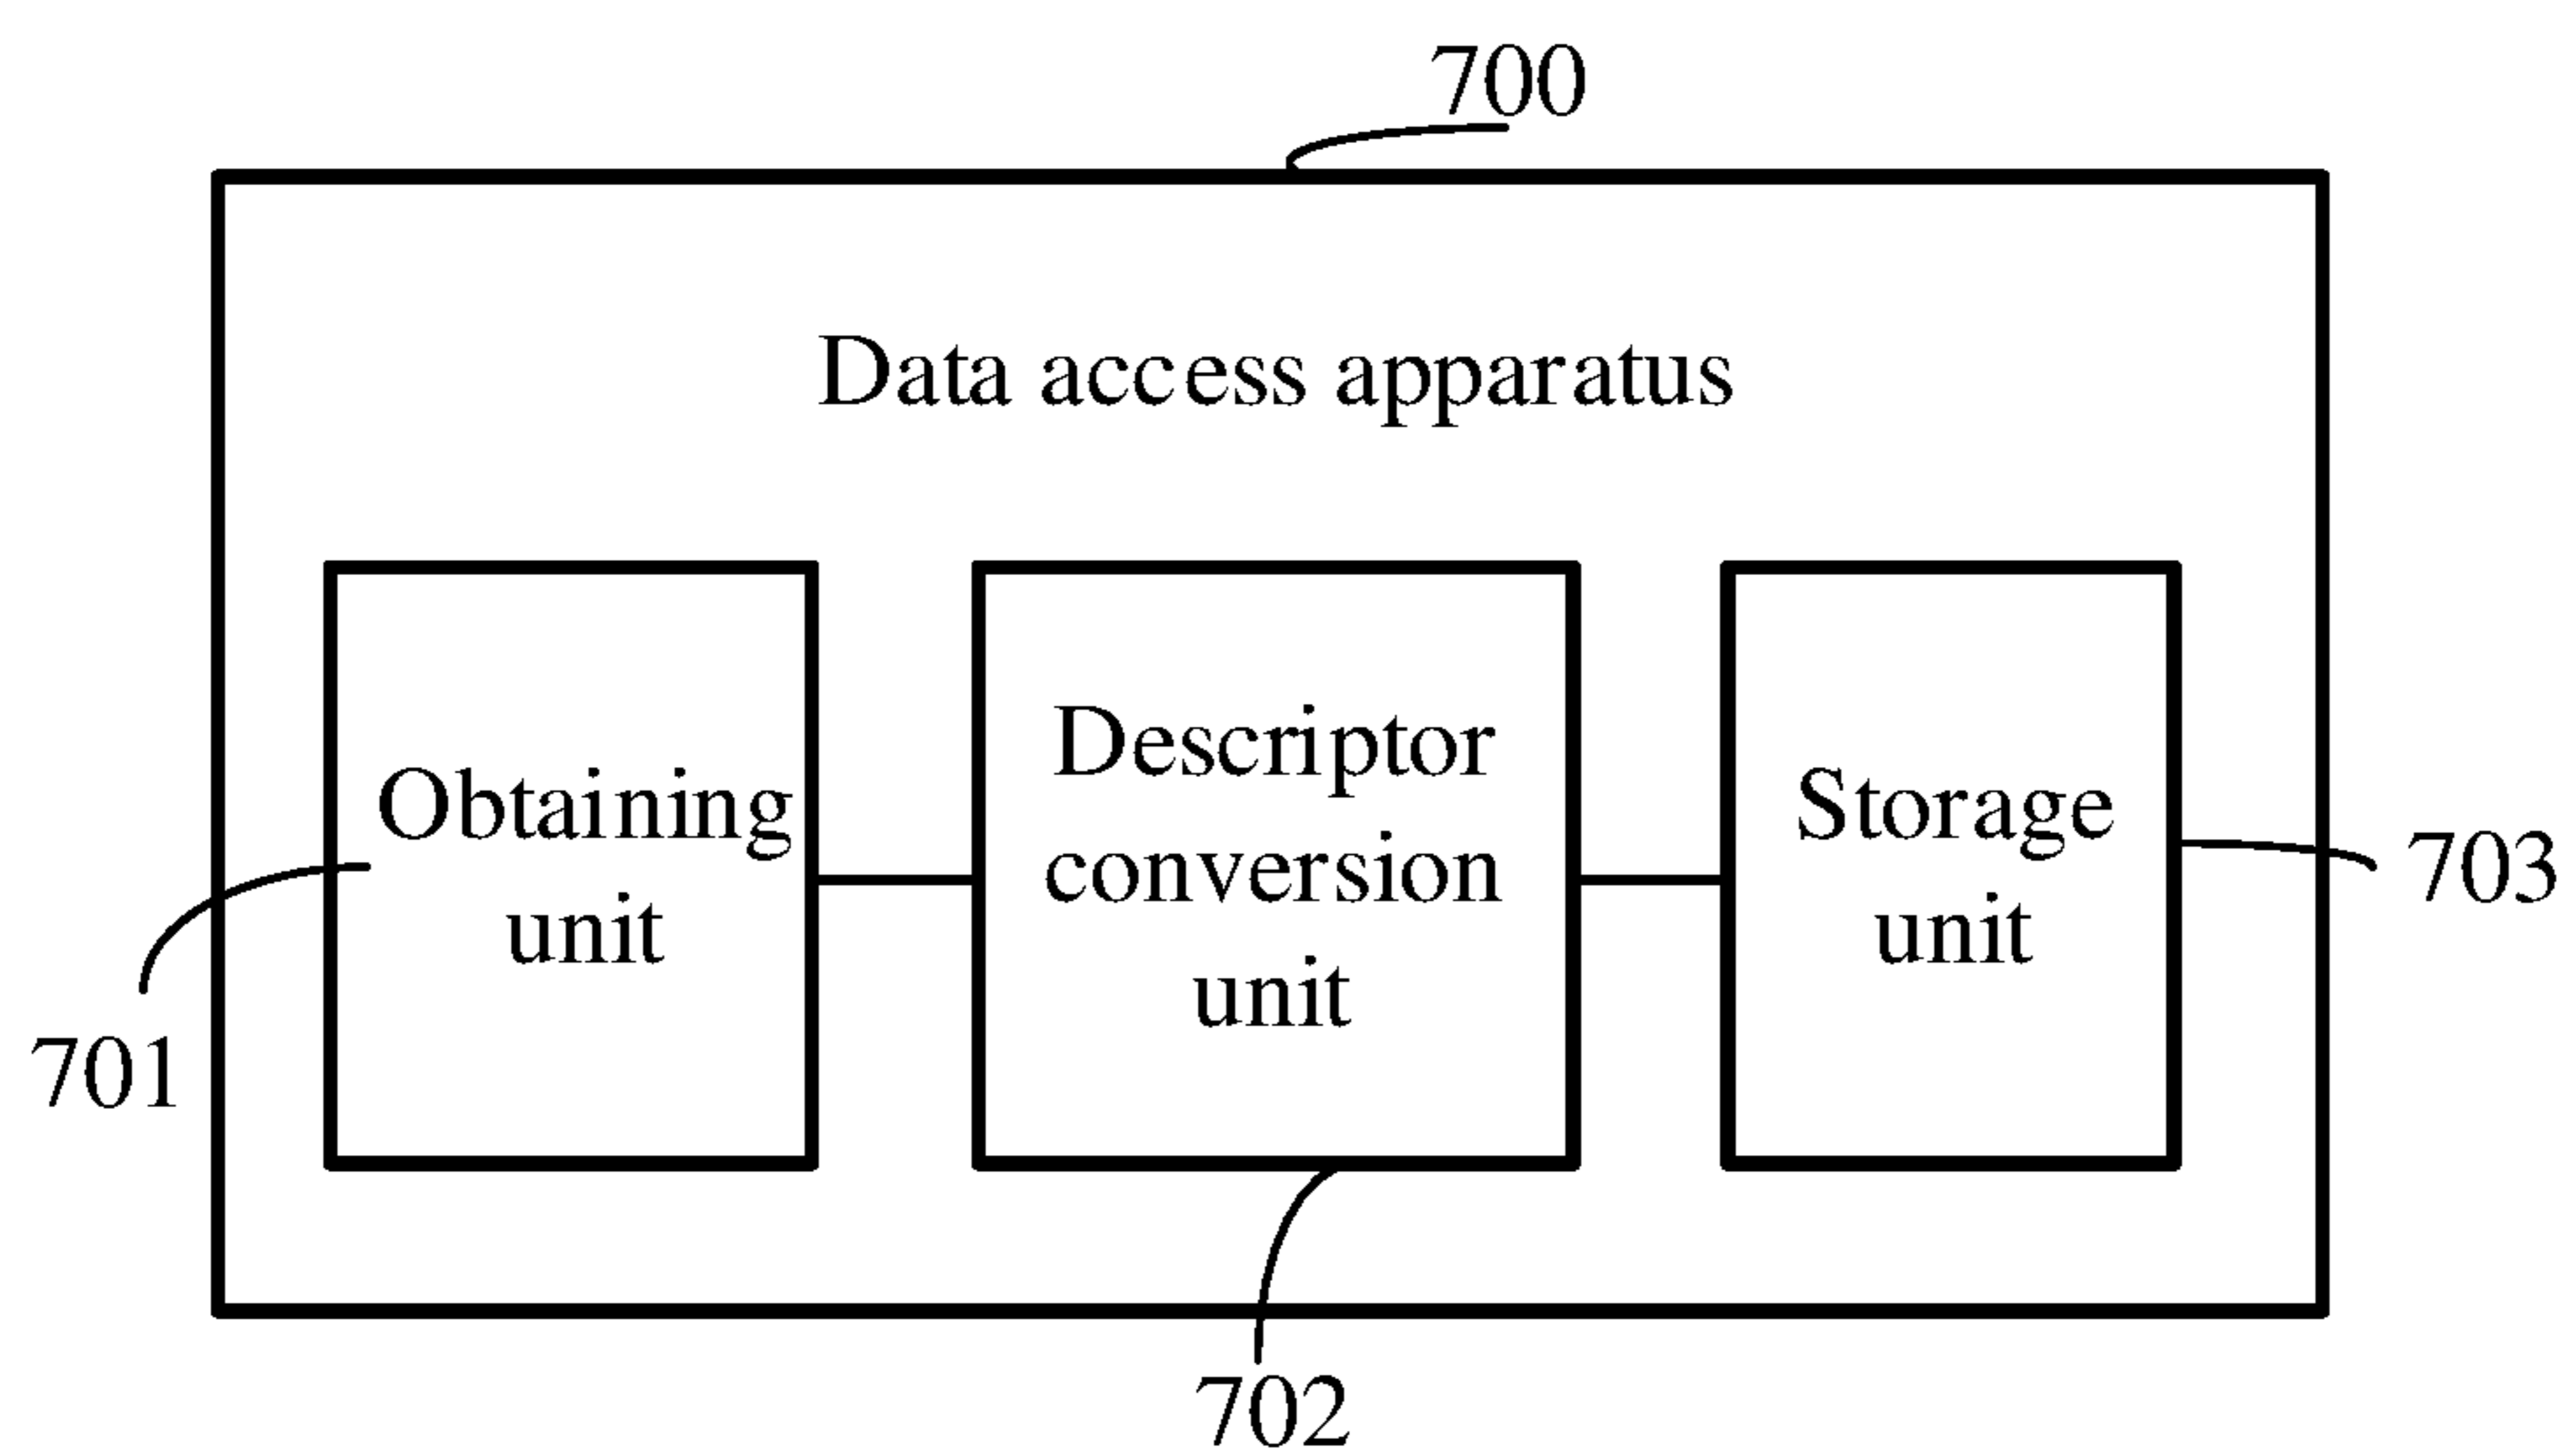 700
Data access apparatus
Obtaining
unit
Descriptor
conversion
unit
Storage
unit
701
702
703